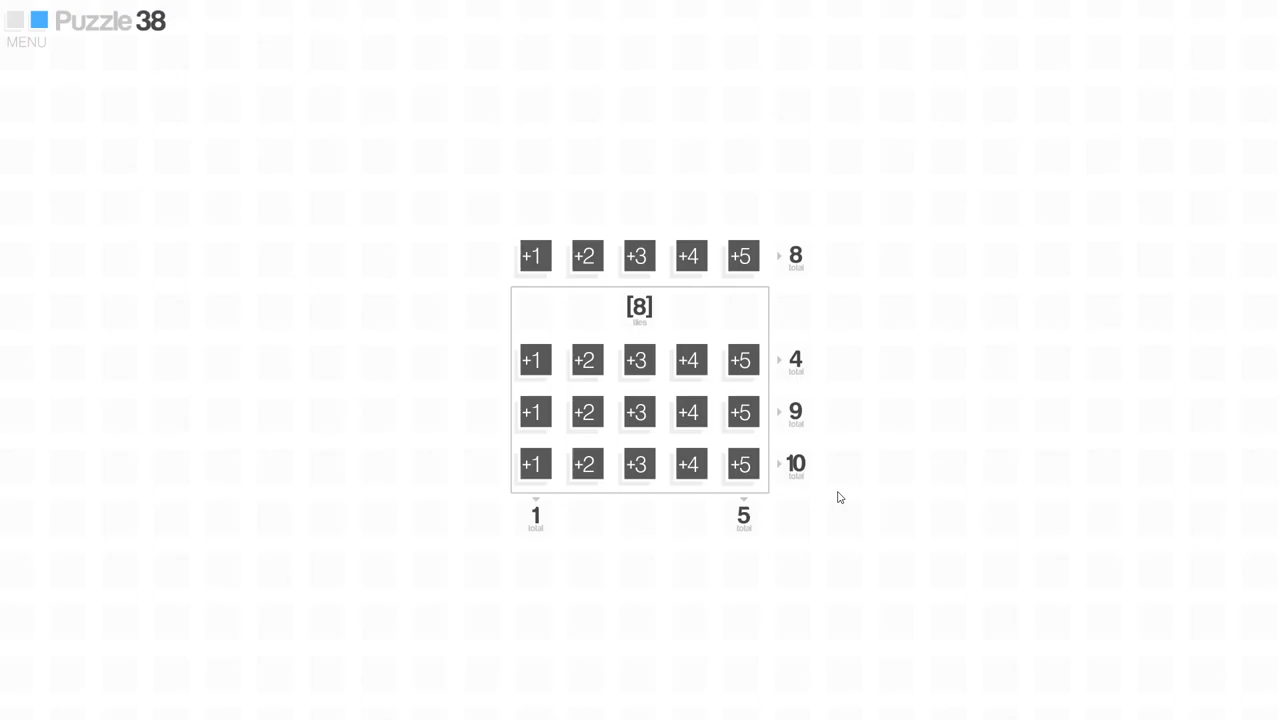 Puzzle 38
MENU
+1 +2 +3 +4 +5 8
total
[8]
tiles
+1 +2 +3 +4 +5 4
total
+1 +2 +3 +4 +5 9
total
+1 +2 +3 +4 +5 10
total
1 5
total total